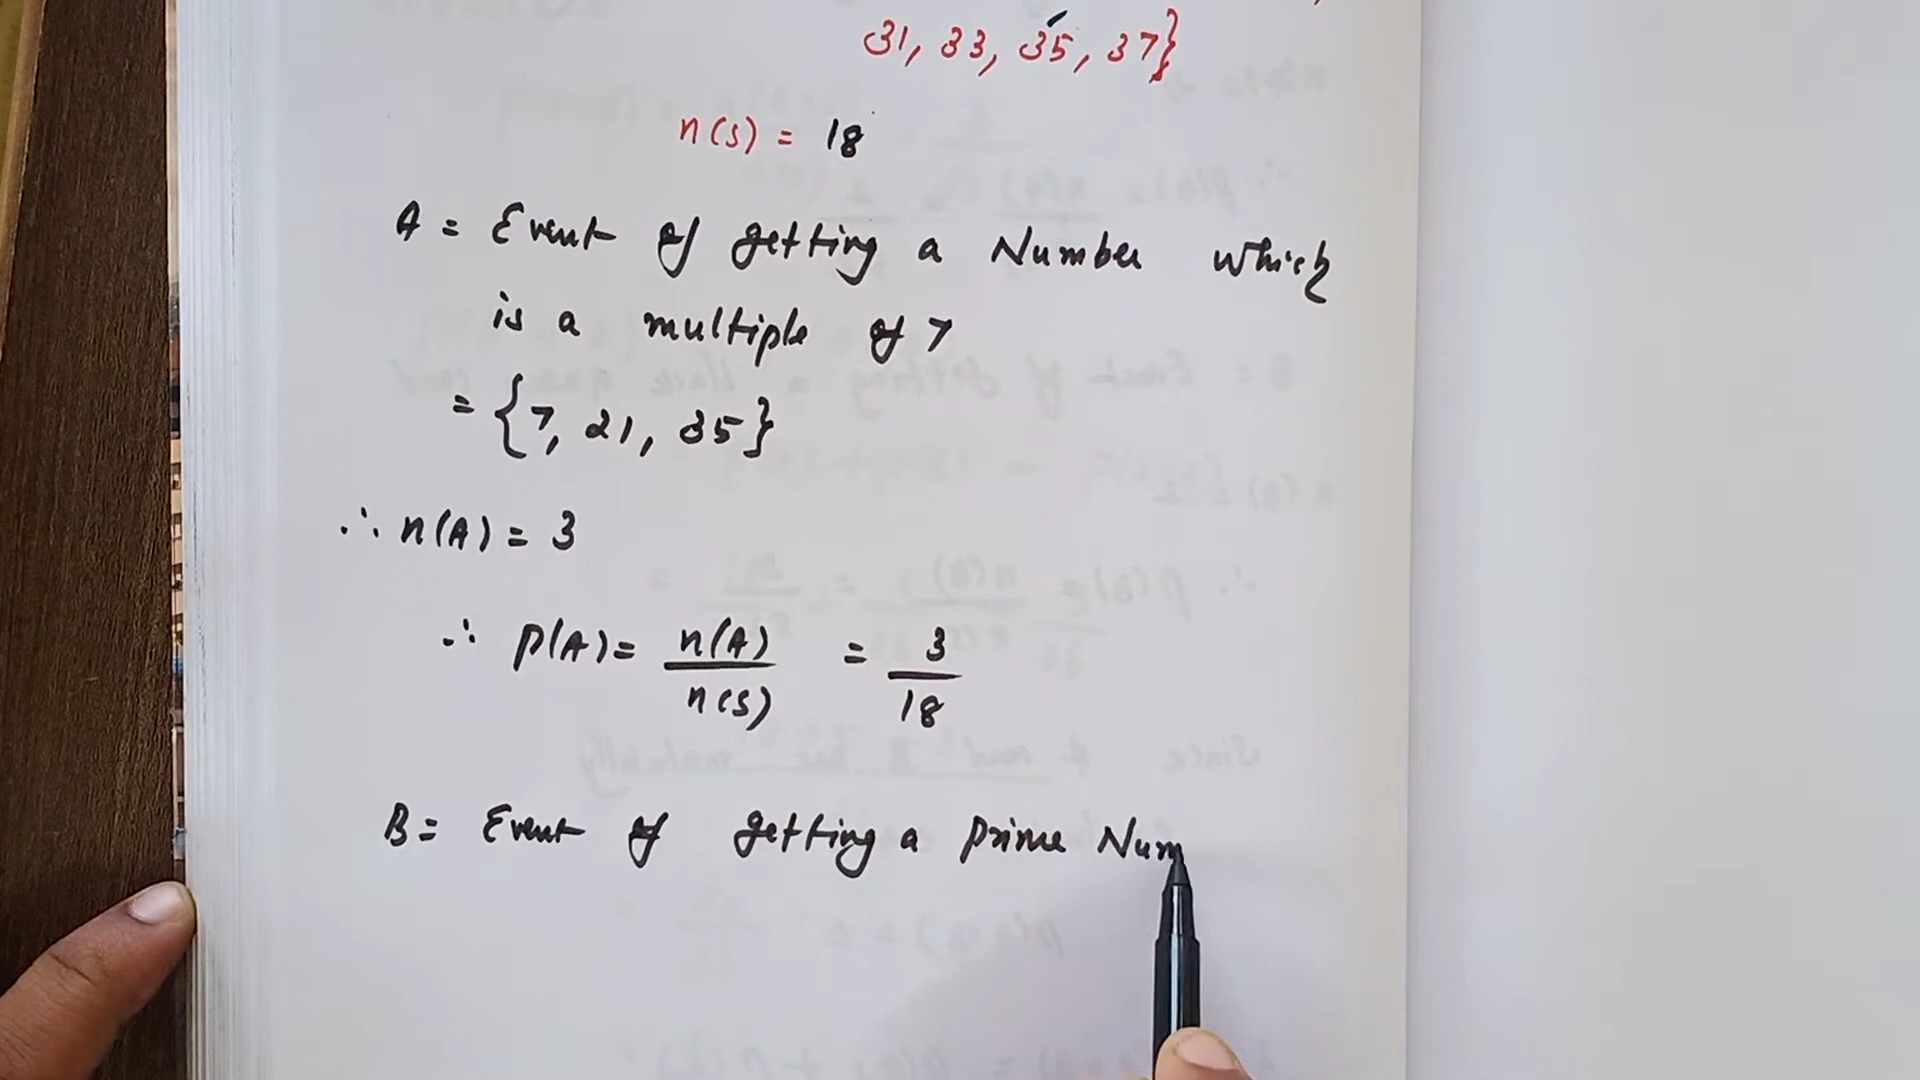 31, 33, 35, 37}
n(s) = 18
A = Event of getting a Number which
is a multiple of 7
= {7, 21, 35}
∴ n(A) = 3
∴ P(A) = n(A)/n(s) = 3/18
B = Event of getting a prime Num